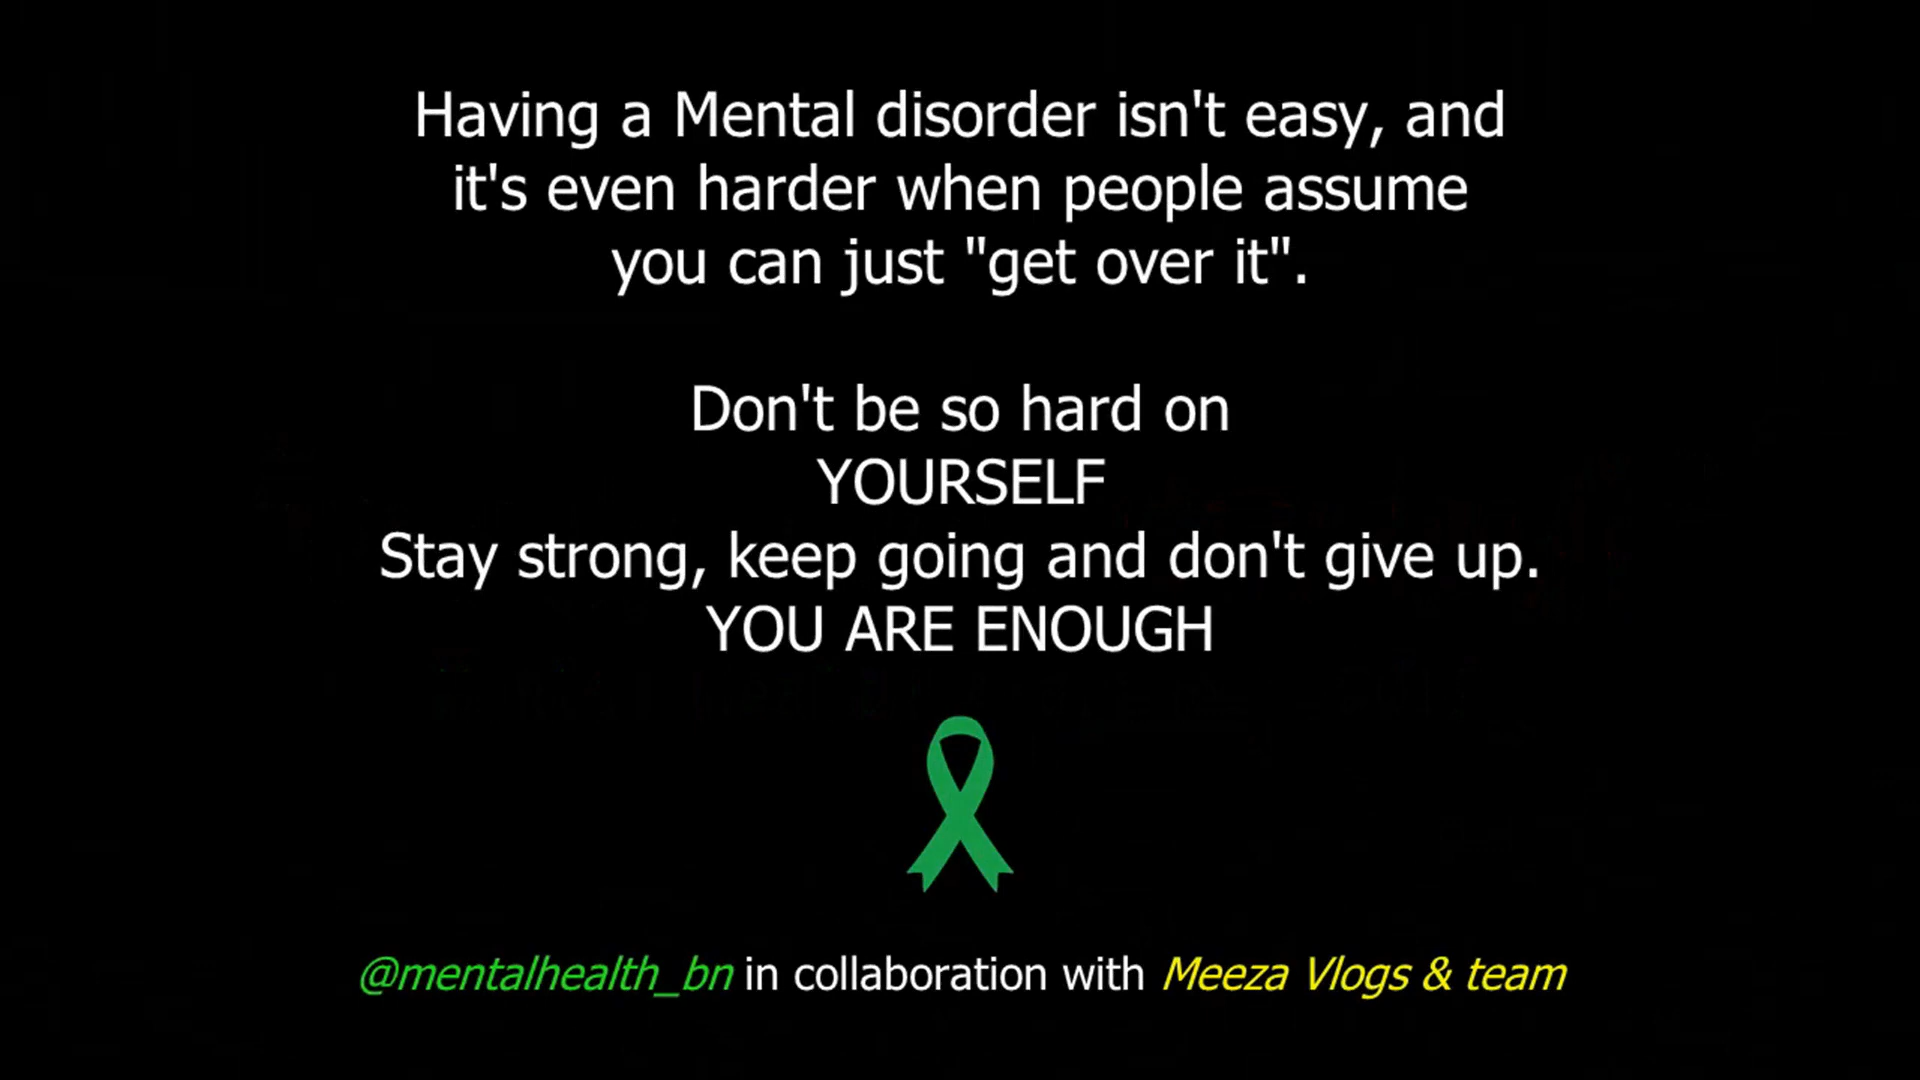 Having a Mental disorder isn't easy, and
it's even harder when people assume
you can just "get over it".
Don't be so hard on
YOURSELF
Stay strong, keep going and don't give up.
YOU ARE ENOUGH
@mentalhealth_bn in collaboration with Meeza Vlogs & team